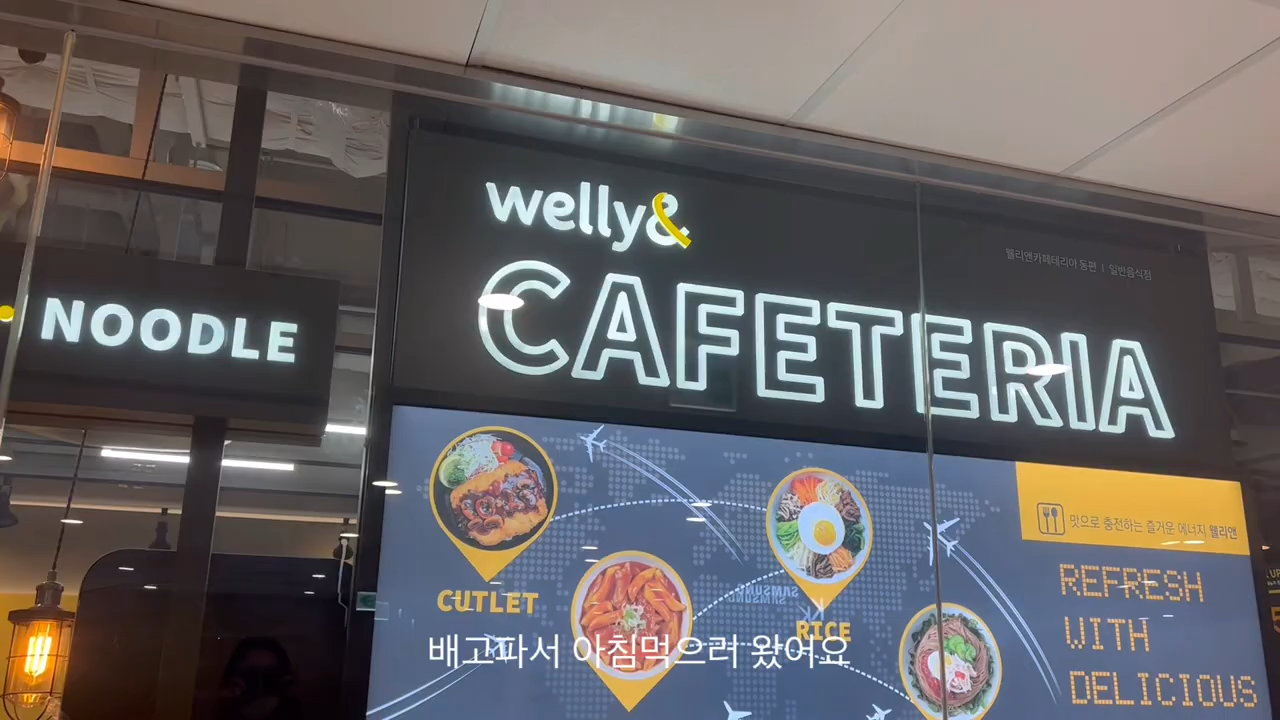 welly&
CAFETERIA
웰리앤카페테리아 동편 | 일반음식점
NOODLE
맛으로 충전하는 즐거운 에너지 웰리앤
REFRESH
WITH
DELICIOUS
CUTLET
RICE
SAMSUNG
SAMSUNG
배고파서 아침먹으러 왔어요